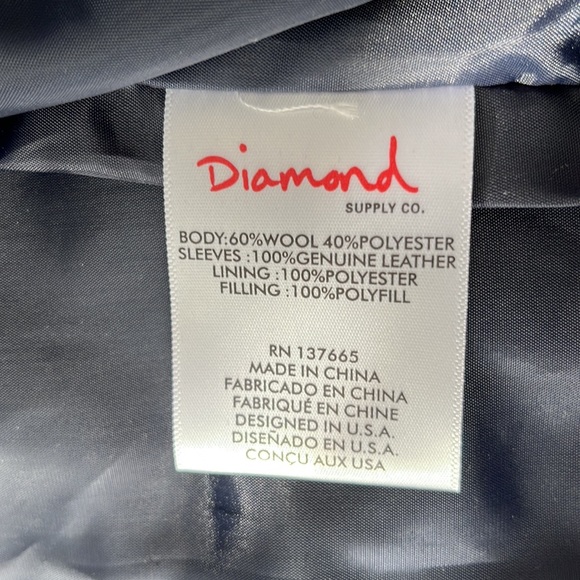 Diamond
SUPPLY CO.
BODY:60%WOOL 40%POLYESTER
SLEEVES :100%GENUINE LEATHER
LINING :100%POLYESTER
FILLING :100%POLYFILL
RN 137665
MADE IN CHINA
FABRICADO EN CHINA
FABRIQUÉ EN CHINE
DESIGNED IN U.S.A.
DISEÑADO EN U.S.A.
CONÇU AUX USA